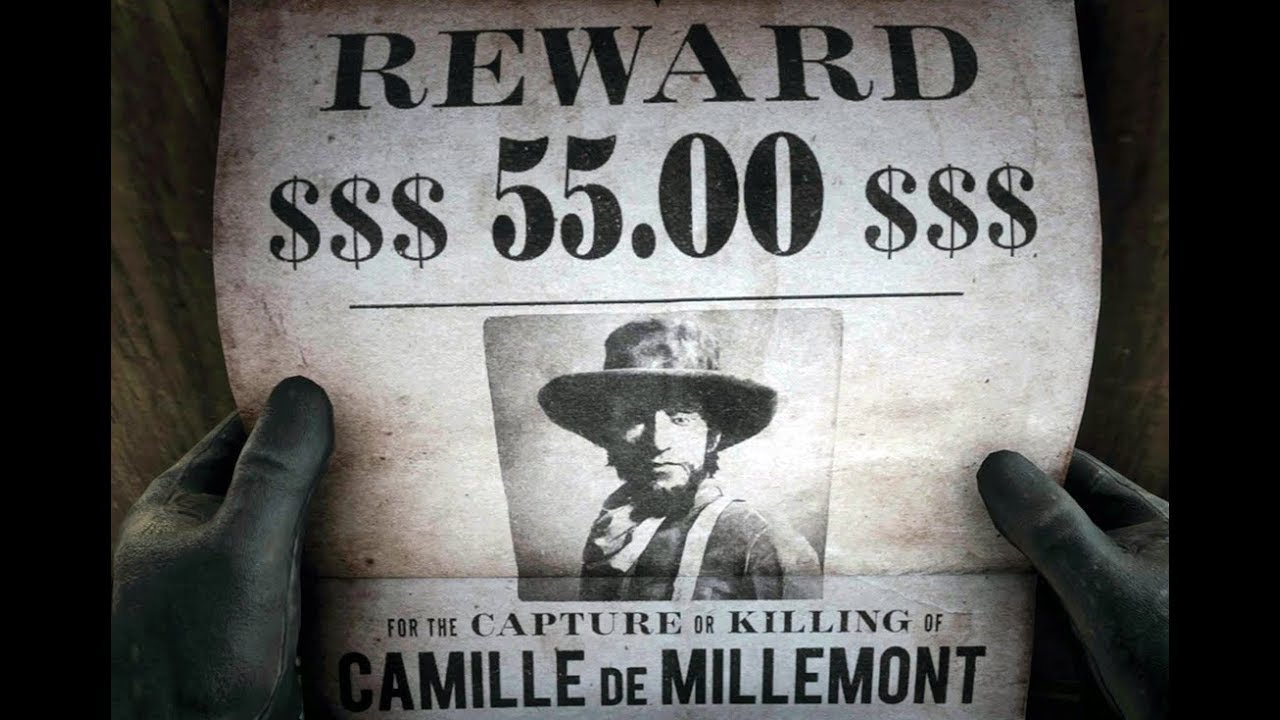 REWARD
$$$ 55.00 $$$
FOR THE CAPTURE OR KILLING OF
CAMILLE DE MILLEMONT